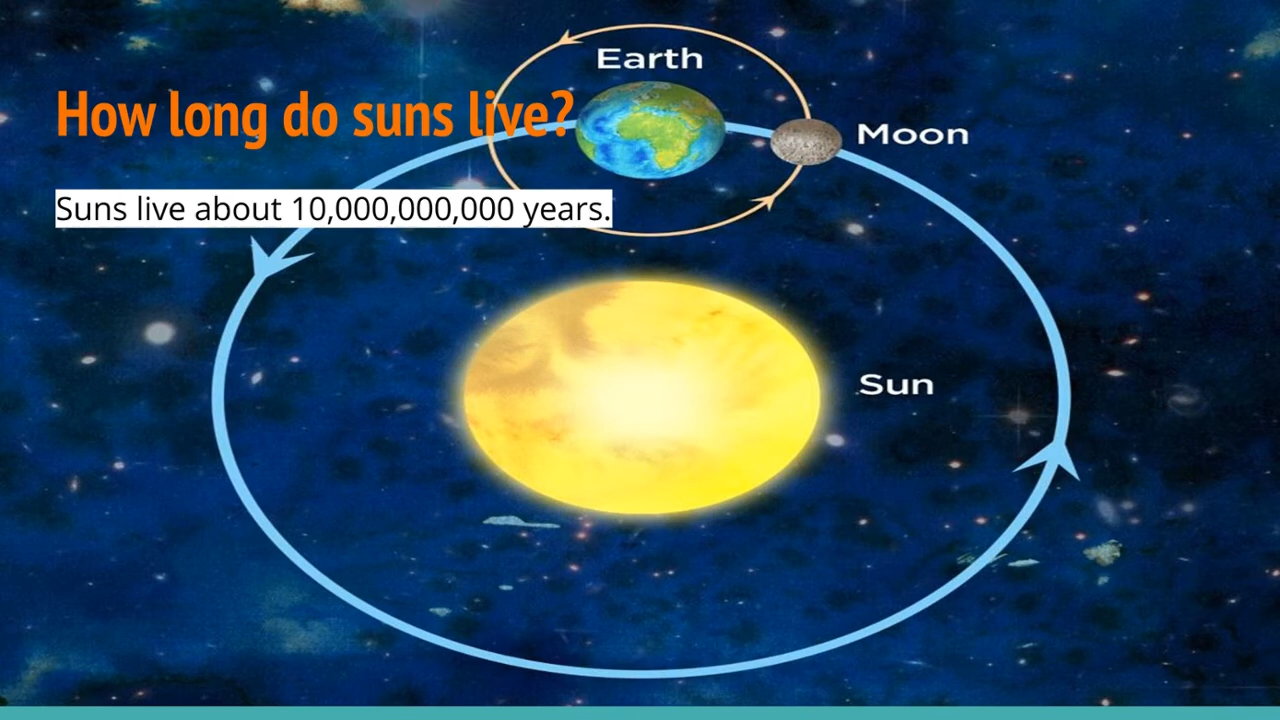 Earth
How long do suns live?
Moon
Suns live about 10,000,000,000 years.
Sun